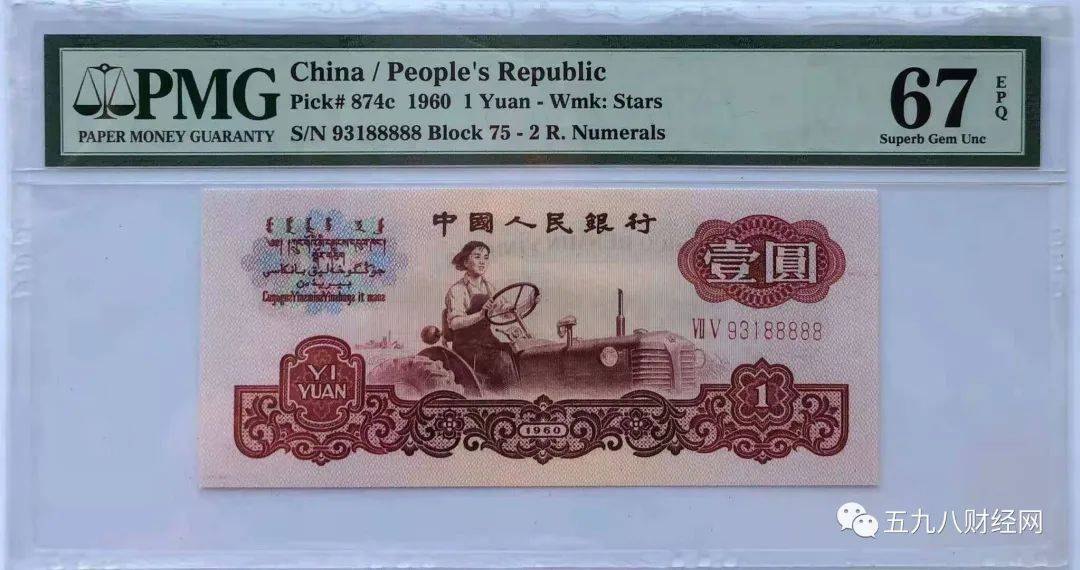 PMG
PAPER MONEY GUARANTY
China / People's Republic
Pick# 874c 1960 1 Yuan - Wmk: Stars
S/N 93188888 Block 75 - 2 R. Numerals
67
EPQ
Superb Gem Unc
中國人民銀行
壹圓
ⅦⅤ 93188888
YI
YUAN
1960
1
五九八财经网